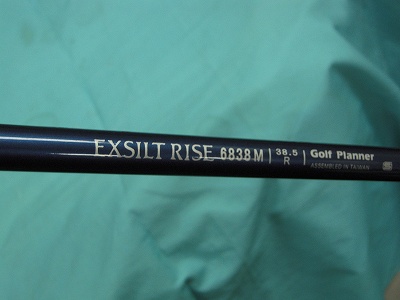 EXSILT RISE 6838M | 38.5 | Golf Planner
R ASSEMBLED IN TAIWAN